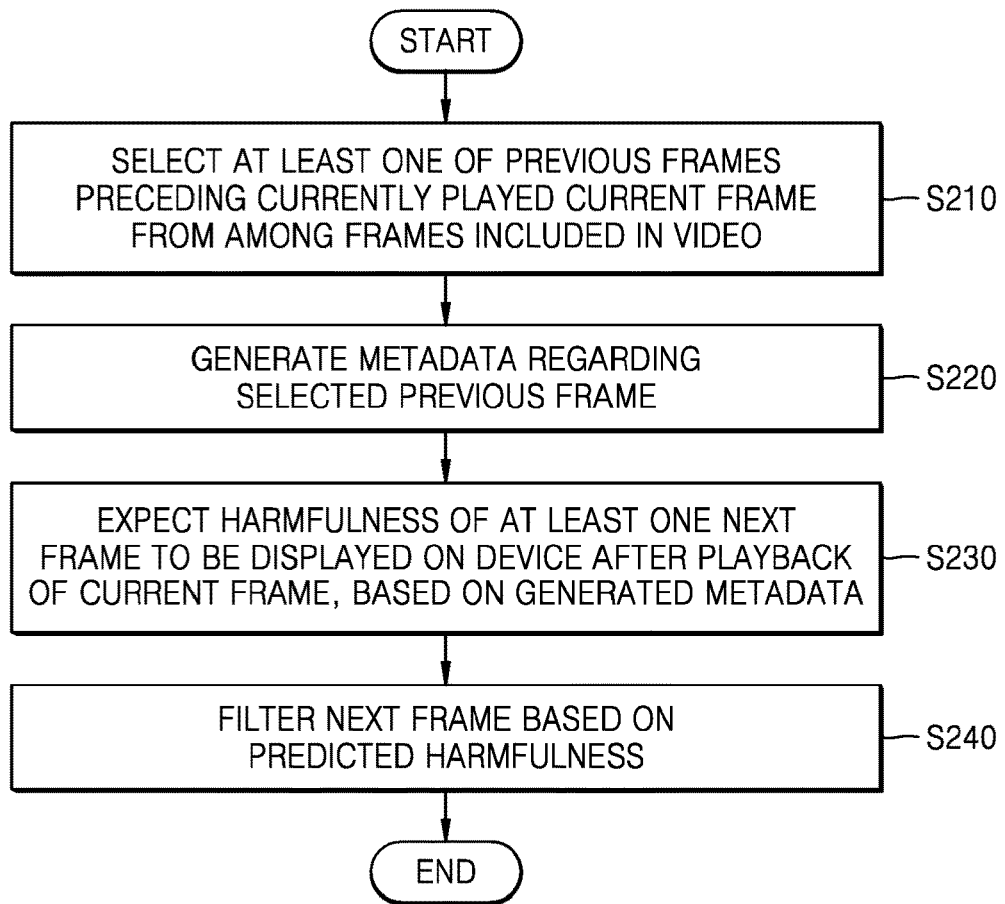 START
SELECT AT LEAST ONE OF PREVIOUS FRAMES
PRECEDING CURRENTLY PLAYED CURRENT FRAME
FROM AMONG FRAMES INCLUDED IN VIDEO
S210
GENERATE METADATA REGARDING
SELECTED PREVIOUS FRAME
S220
EXPECT HARMFULNESS OF AT LEAST ONE NEXT
FRAME TO BE DISPLAYED ON DEVICE AFTER PLAYBACK
OF CURRENT FRAME, BASED ON GENERATED METADATA
S230
FILTER NEXT FRAME BASED ON
PREDICTED HARMFULNESS
S240
END